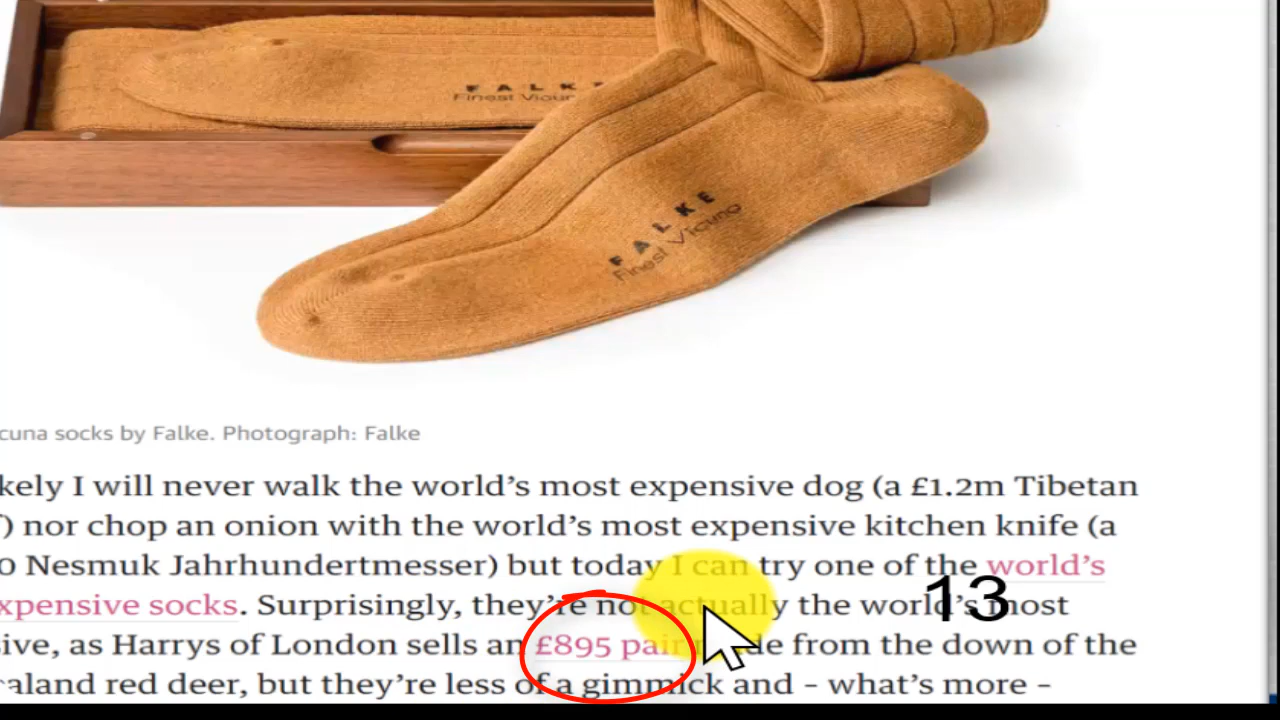 FALKE
Finest Vicun
FALKE
Finest Vicuna
cuna socks by Falke. Photograph: Falke
kely I will never walk the world's most expensive dog (a £1.2m Tibetan
) nor chop an onion with the world's most expensive kitchen knife (a
0 Nesmuk Jahrhundertmesser) but today I can try one of the world's
xpensive socks. Surprisingly, they're not actually the world's most
13
ive, as Harrys of London sells an £895 pair made from the down of the
aland red deer, but they're less of a gimmick and – what's more –